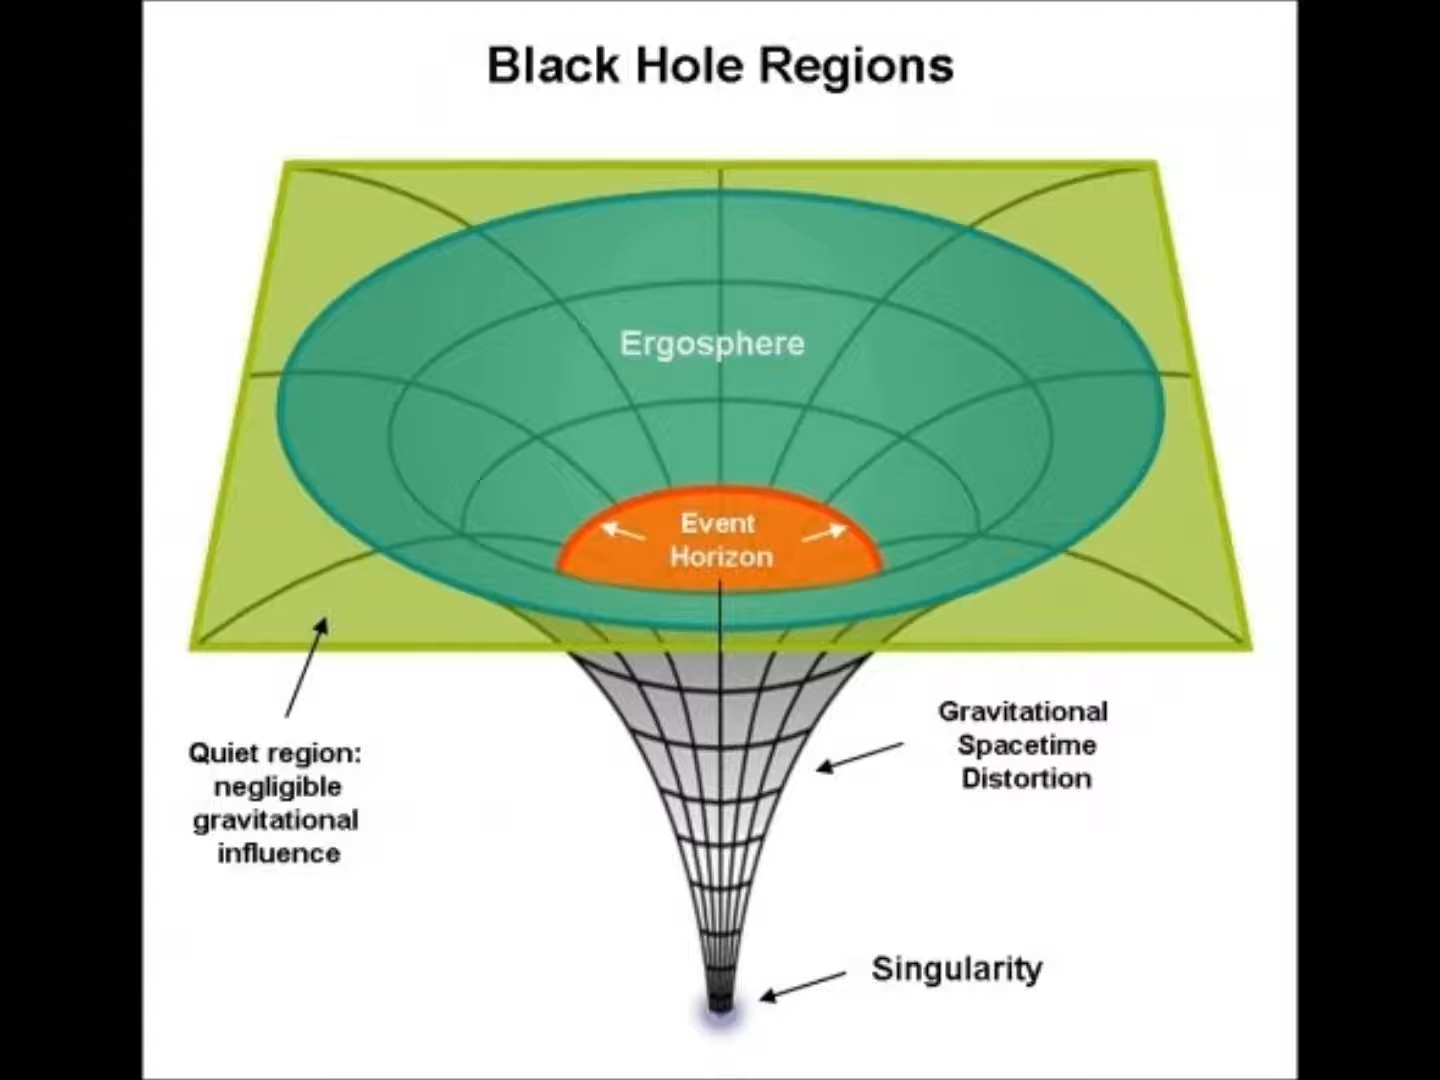 Black Hole Regions
Ergosphere
Event
Horizon
Quiet region:
negligible
gravitational
influence
Gravitational
Spacetime
Distortion
Singularity